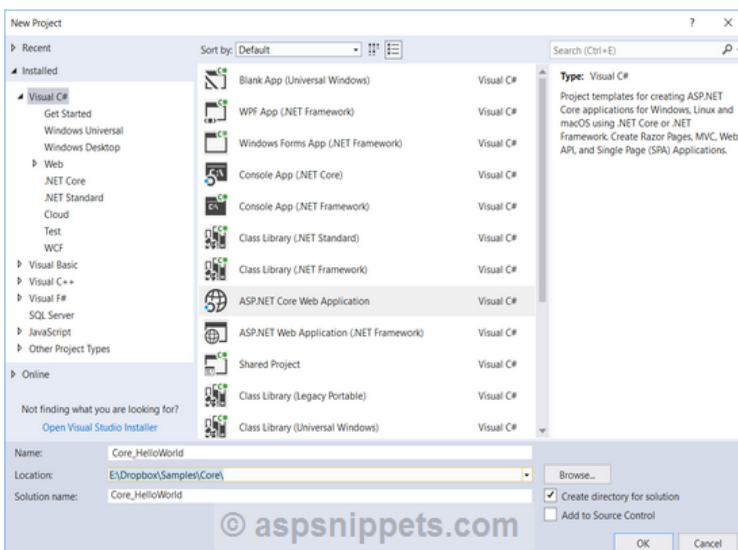 New Project
?
Recent
Installed
Visual C#
Get Started
Windows Universal
Windows Desktop
Web
.NET Core
.NET Standard
Cloud
Test
WCF
Visual Basic
Visual C++
Visual F#
SQL Server
JavaScript
Other Project Types
Online
Not finding what you are looking for?
Open Visual Studio Installer
Sort by: Default
Blank App (Universal Windows) Visual C#
WPF App (.NET Framework) Visual C#
Windows Forms App (.NET Framework) Visual C#
Console App (.NET Core) Visual C#
Console App (.NET Framework) Visual C#
Class Library (.NET Standard) Visual C#
Class Library (.NET Framework) Visual C#
ASP.NET Core Web Application Visual C#
ASP.NET Web Application (.NET Framework) Visual C#
Shared Project Visual C#
Class Library (Legacy Portable) Visual C#
Class Library (Universal Windows) Visual C#
Search (Ctrl+E)
Type: Visual C#
Project templates for creating ASP.NET
Core applications for Windows, Linux and
macOS using .NET Core or .NET
Framework. Create Razor Pages, MVC, Web
API, and Single Page (SPA) Applications.
Name: Core_HelloWorld
Location: E:\Dropbox\Samples\Core\
Solution name: Core_HelloWorld
Browse...
Create directory for solution
Add to Source Control
OK Cancel
© aspsnippets.com